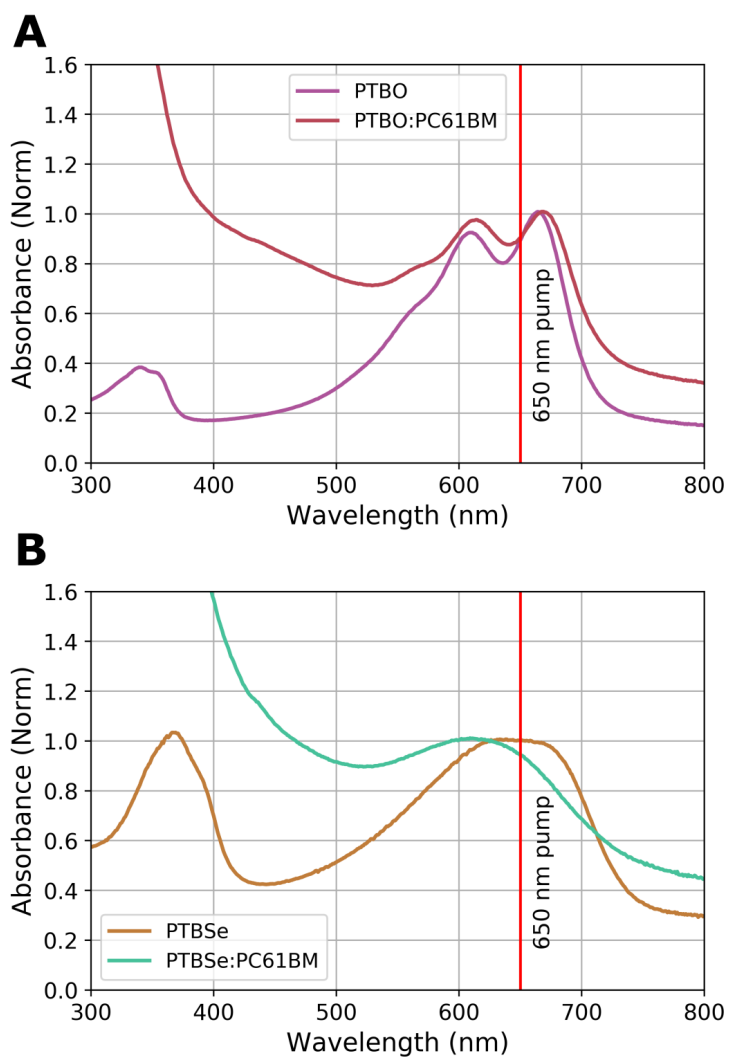 A
Absorbance (Norm)
1.6
1.4
1.2
1.0
0.8
0.6
0.4
0.2
0.0
PTBO
PTBO:PC61BM
650 nm pump
300 400 500 600 700 800
Wavelength (nm)
B
Absorbance (Norm)
1.6
1.4
1.2
1.0
0.8
0.6
0.4
0.2
0.0
650 nm pump
PTBSe
PTBSe:PC61BM
300 400 500 600 700 800
Wavelength (nm)